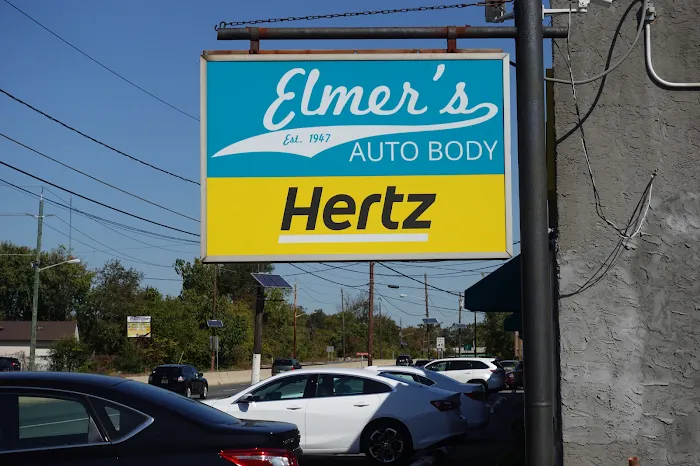 Elmer's
Est. 1947
AUTO BODY
Hertz